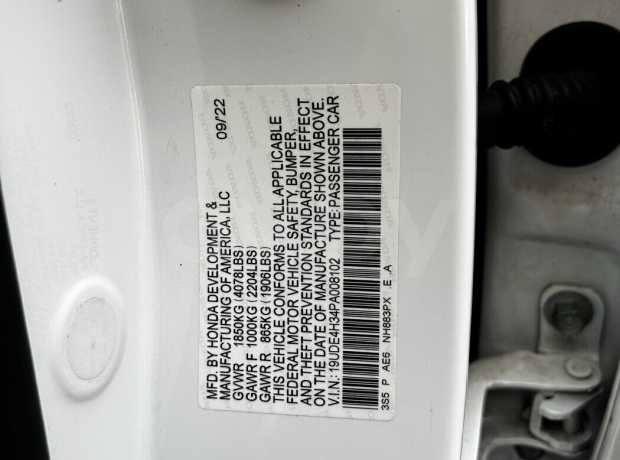 MFD. BY HONDA DEVELOPMENT & 09/22
MANUFACTURING OF AMERICA, LLC
GVWR 1850KG (4078LBS)
GAWR F 1000KG (2204LBS)
GAWR R 865KG (1906LBS)
THIS VEHICLE CONFORMS TO ALL APPLICABLE
FEDERAL MOTOR VEHICLE SAFETY, BUMPER,
AND THEFT PREVENTION STANDARDS IN EFFECT
ON THE DATE OF MANUFACTURE SHOWN ABOVE.
V.I.N.:19UDE4H34PA008102 TYPE:PASSENGER CAR
3S5 P AE6 NH883PX E A